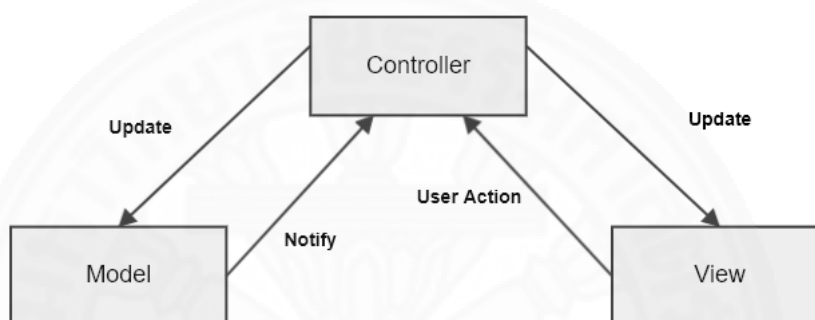 Controller
Update
Update
User Action
Notify
Model
View